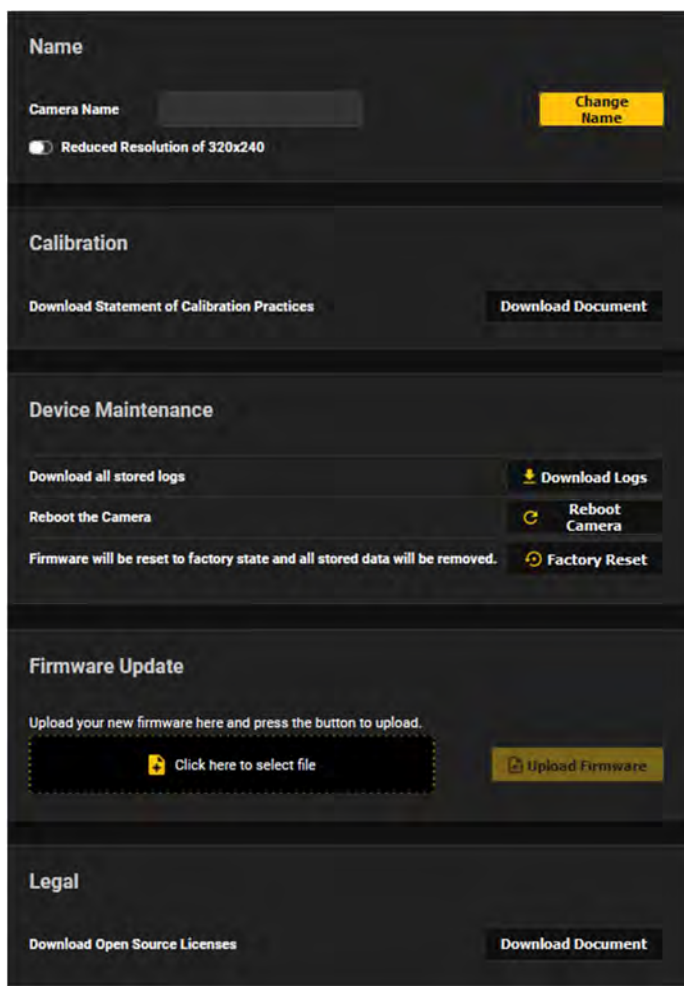 Name
Camera Name
Change
Name
Reduced Resolution of 320x240
Calibration
Download Statement of Calibration Practices
Download Document
Device Maintenance
Download all stored logs
Download Logs
Reboot the Camera
Reboot
Camera
Firmware will be reset to factory state and all stored data will be removed.
Factory Reset
Firmware Update
Upload your new firmware here and press the button to upload.
Click here to select file
Upload Firmware
Legal
Download Open Source Licenses
Download Document